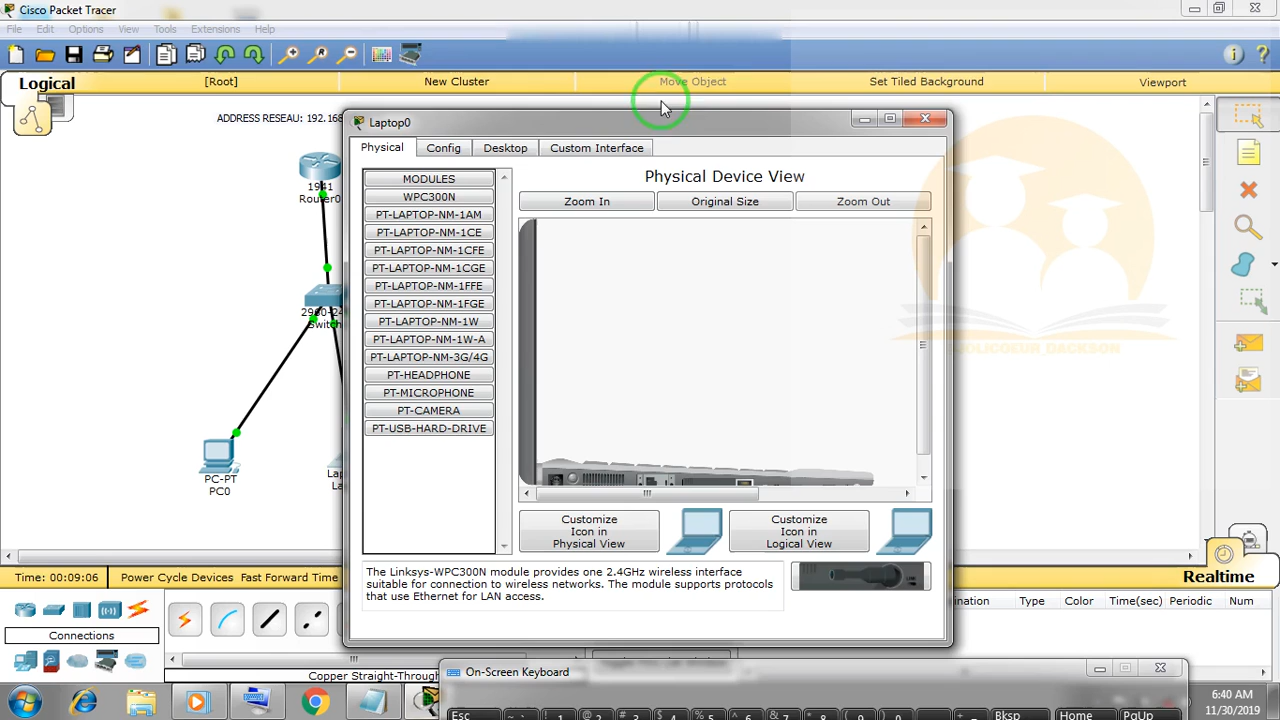 Cisco Packet Tracer
File Edit Options View Tools Extensions Help
Logical [Root] New Cluster Move Object Set Tiled Background Viewport
ADDRESS RESEAU: 192.168
1941
Router0
Switch
PC-PT
PC0
Laptop0
Physical Config Desktop Custom Interface
MODULES
WPC300N
PT-LAPTOP-NM-1AM
PT-LAPTOP-NM-1CE
PT-LAPTOP-NM-1CFE
PT-LAPTOP-NM-1CGE
PT-LAPTOP-NM-1FFE
PT-LAPTOP-NM-1FGE
PT-LAPTOP-NM-1W
PT-LAPTOP-NM-1W-A
PT-LAPTOP-NM-3G/4G
PT-HEADPHONE
PT-MICROPHONE
PT-CAMERA
PT-USB-HARD-DRIVE
Physical Device View
Zoom In Original Size Zoom Out
Customize
Icon in
Physical View
Customize
Icon in
Logical View
The Linksys-WPC300N module provides one 2.4GHz wireless interface
suitable for connection to wireless networks. The module supports protocols
that use Ethernet for LAN access.
JOLICOEUR_DACKSON
Time: 00:09:06 Power Cycle Devices Fast Forward Time
Realtime
Type Color Time(sec) Periodic Num
Connections
Copper Straight-Through
On-Screen Keyboard
Esc Bksp Home PgUp
6:40 AM
11/30/2019